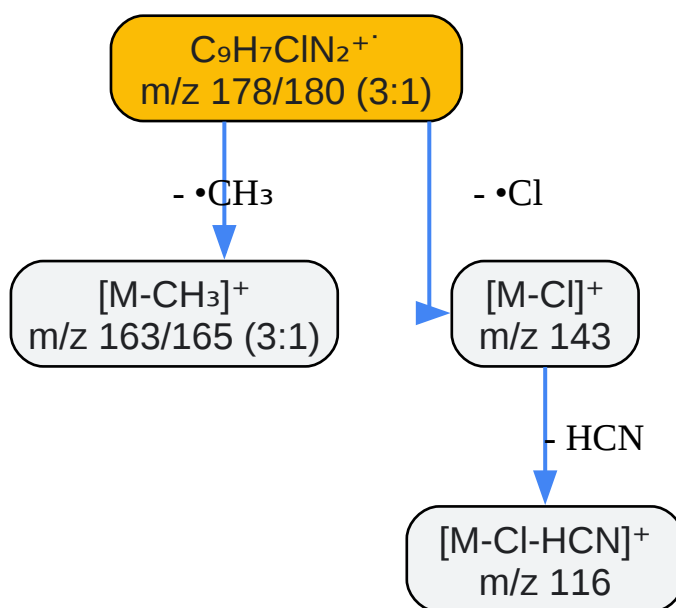 C₉H₇ClN₂⁺˙
m/z 178/180 (3:1)
- •CH₃
- •Cl
[M-CH₃]⁺
m/z 163/165 (3:1)
[M-Cl]⁺
m/z 143
- HCN
[M-Cl-HCN]⁺
m/z 116